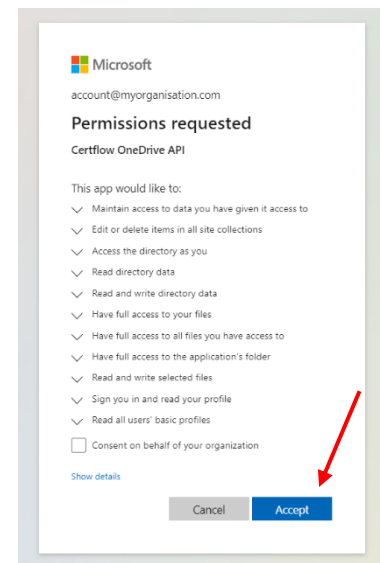 Microsoft
account@myorganisation.com
Permissions requested
Certflow OneDrive API
This app would like to:
Maintain access to data you have given it access to
Edit or delete items in all site collections
Access the directory as you
Read directory data
Read and write directory data
Have full access to your files
Have full access to all files you have access to
Have full access to the application's folder
Read and write selected files
Sign you in and read your profile
Read all users' basic profiles
Consent on behalf of your organization
Show details
Cancel Accept